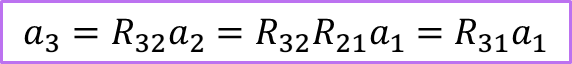 a₃ = R₃₂a₂ = R₃₂R₂₁a₁ = R₃₁a₁